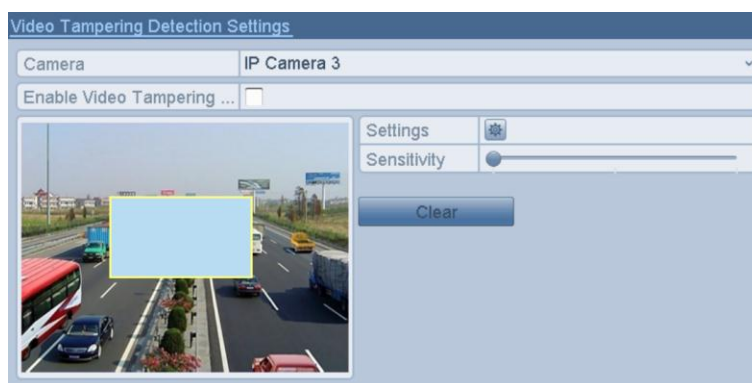 Video Tampering Detection Settings
Camera
IP Camera 3
Enable Video Tampering ...
Settings
Sensitivity
Clear